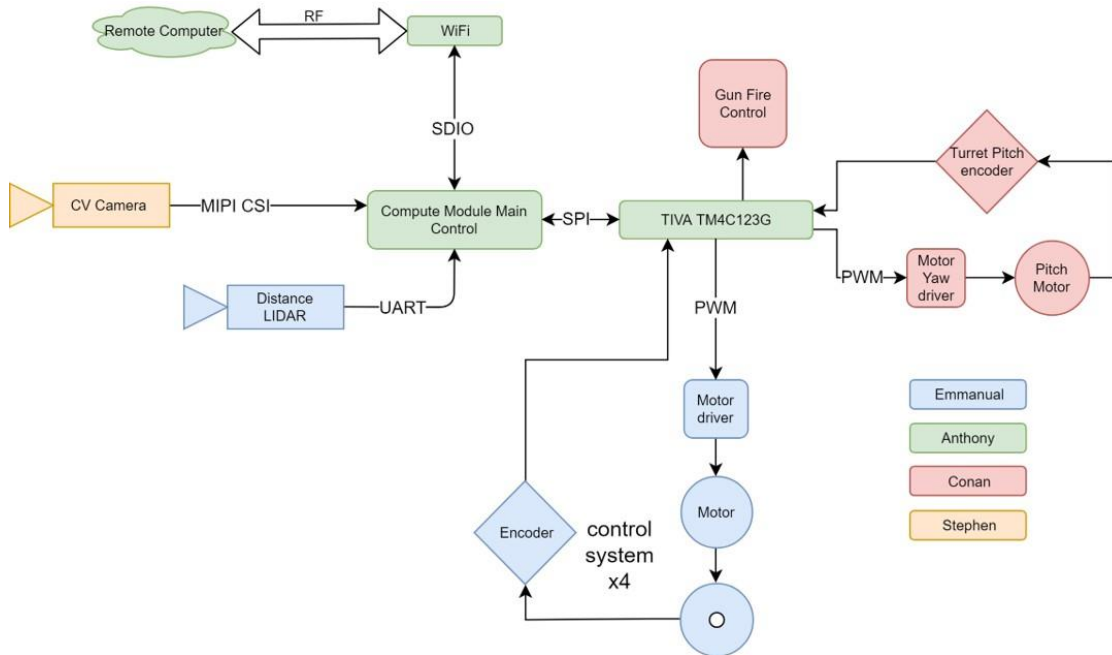 Remote Computer
RF
WiFi
SDIO
Gun Fire
Control
Turret Pitch
encoder
CV Camera
MIPI CSI
Compute Module Main
Control
SPI
TIVA TM4C123G
Distance
LIDAR
UART
PWM
PWM
Motor
Yaw
driver
Pitch
Motor
Motor
driver
Emmanual
Anthony
Conan
Stephen
Encoder
control
system
x4
Motor